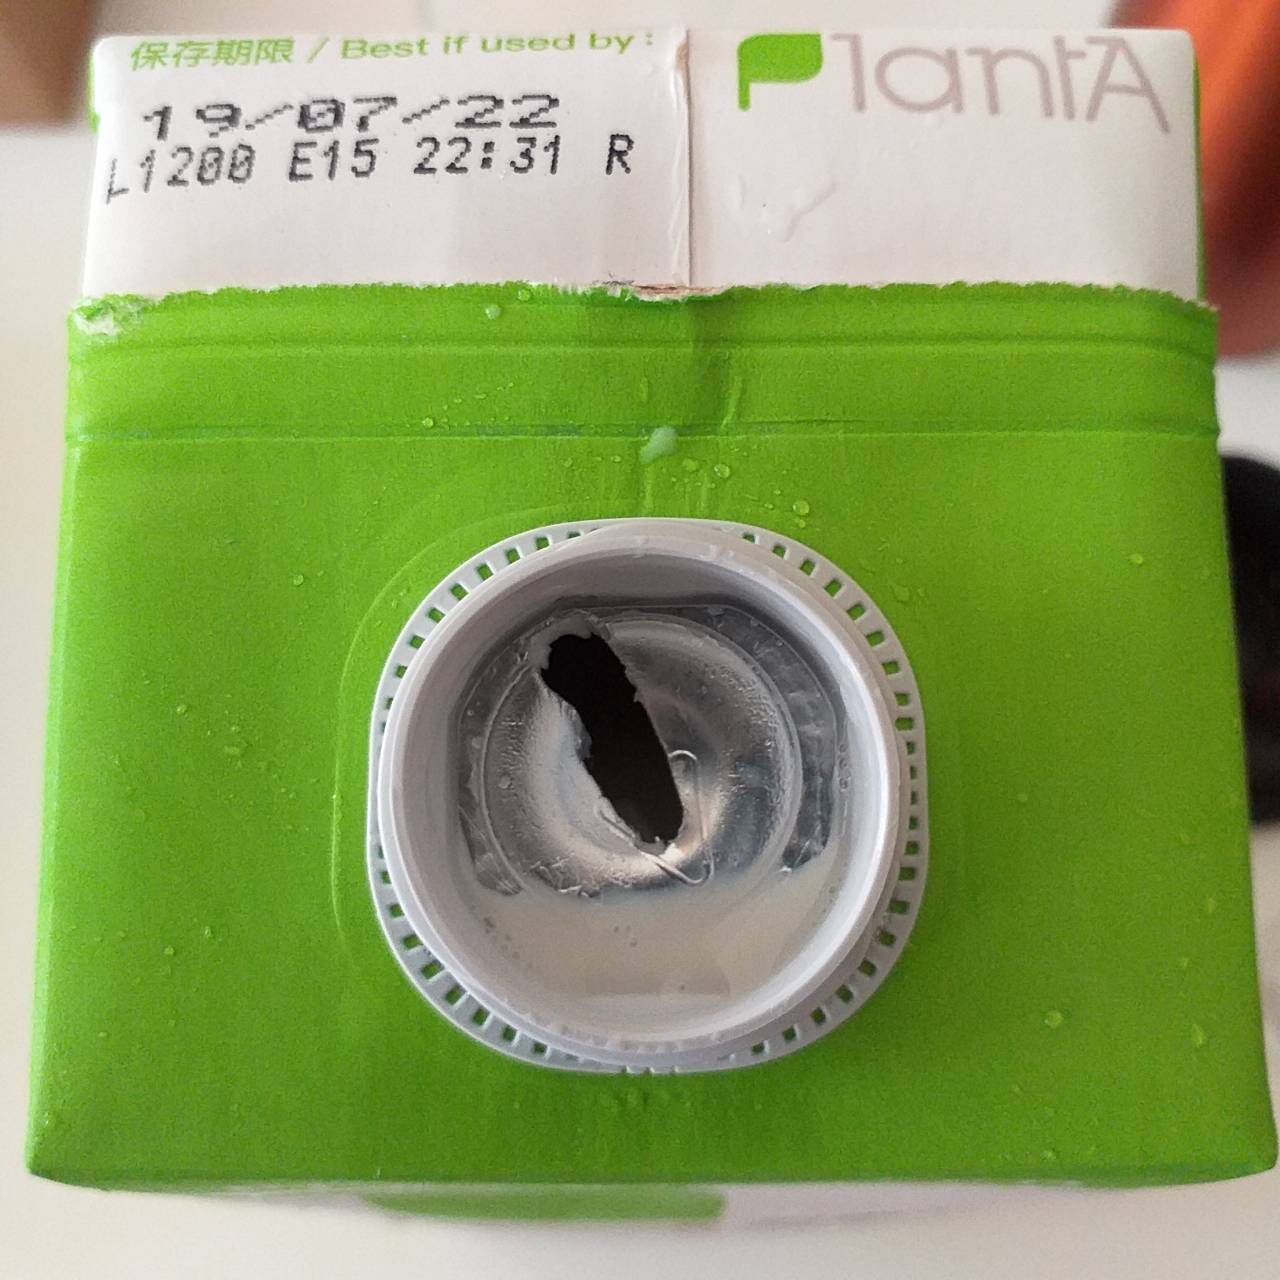 保存期限 / Best if used by:
19/07/22
L1200 E15 22:31 R
PlantA